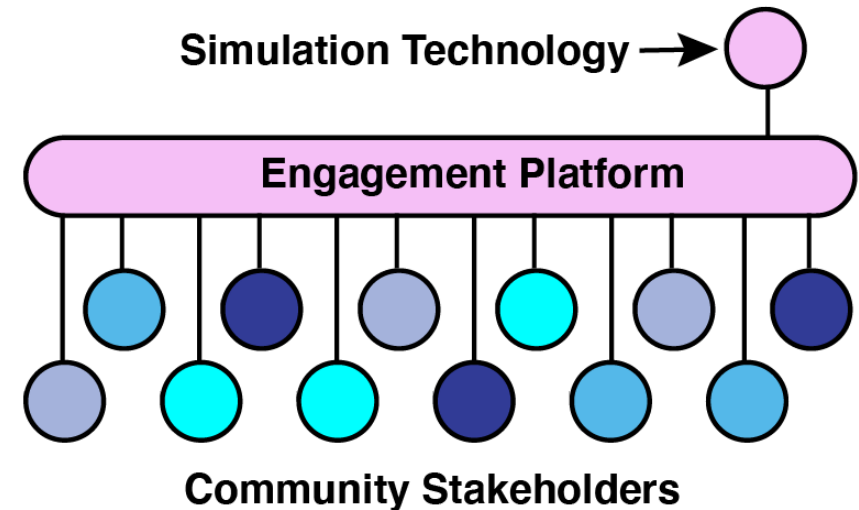 Simulation Technology
Engagement Platform
Community Stakeholders